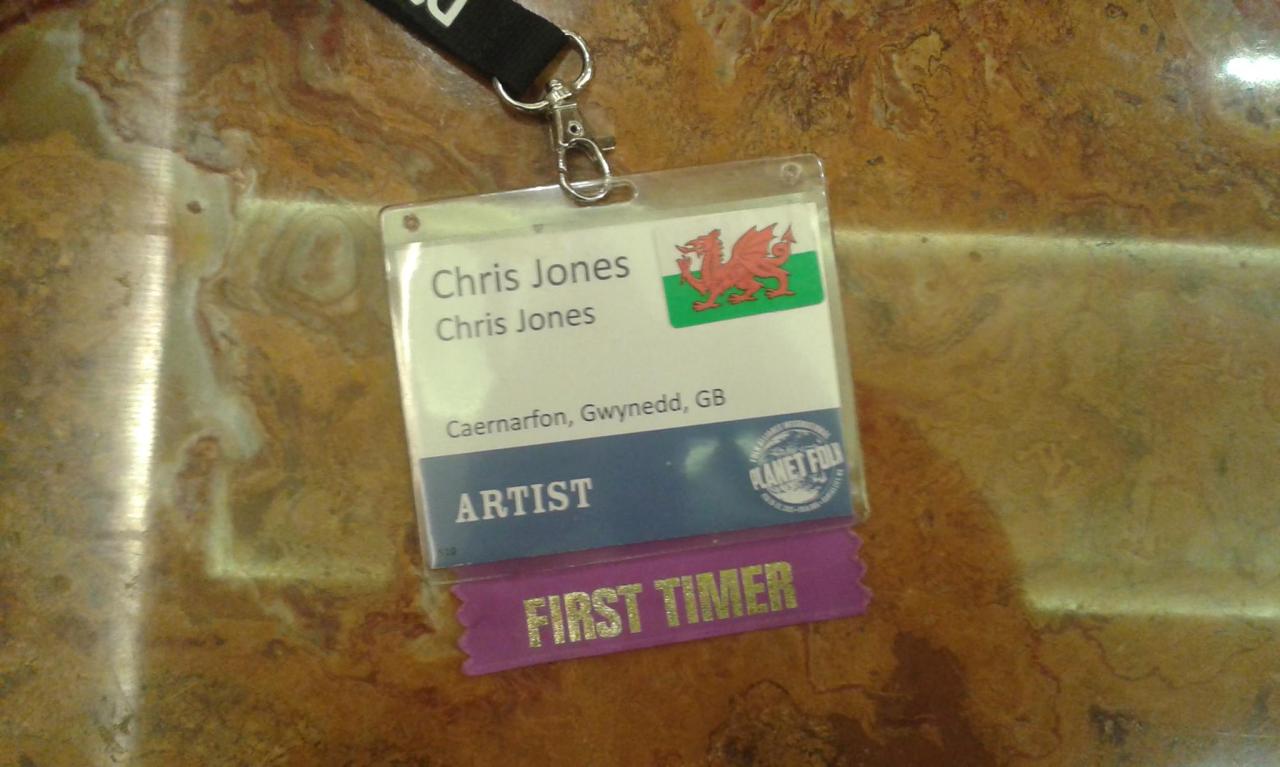 Chris Jones
Chris Jones
Caernarfon, Gwynedd, GB
ARTIST
PLANET FOLK
FIRST TIMER